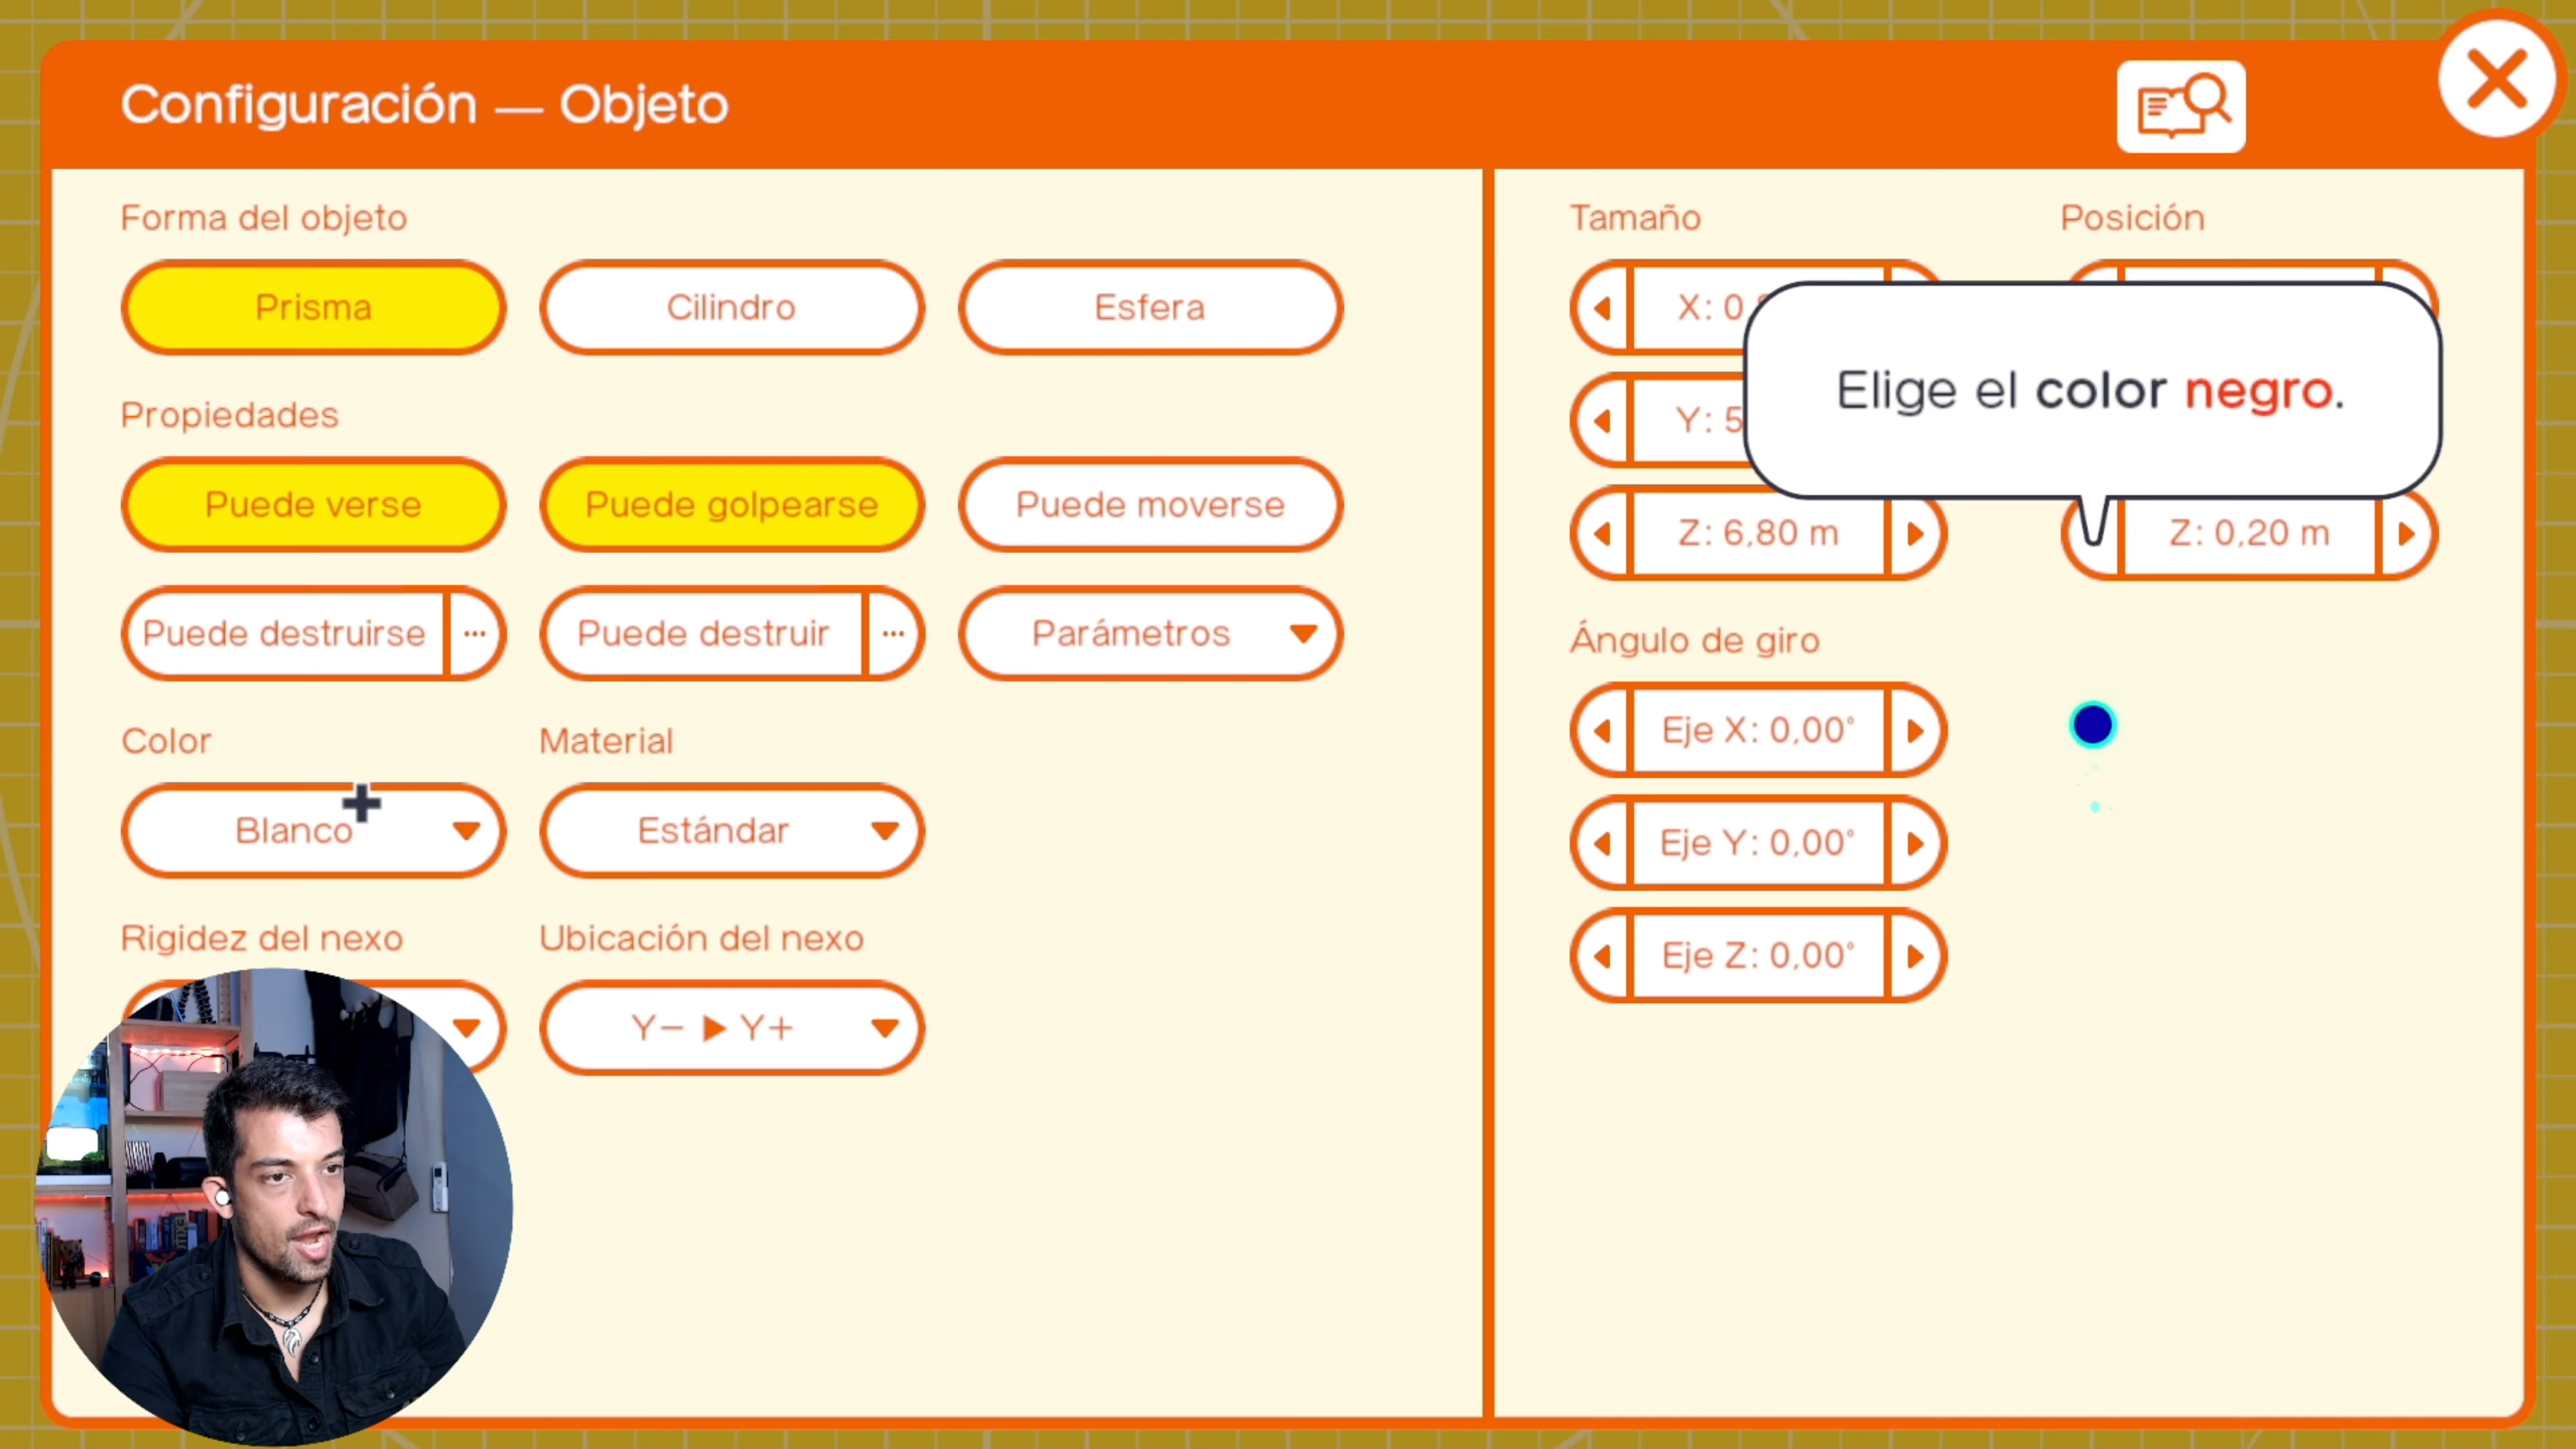 Configuración — Objeto
Forma del objeto
Prisma
Cilindro
Esfera
Propiedades
Puede verse
Puede golpearse
Puede moverse
Puede destruirse ...
Puede destruir ...
Parámetros
Color
Material
Blanco
Estándar
Rigidez del nexo
Ubicación del nexo
Y− ▶ Y+
Tamaño
Posición
X: 0
Y: 5
Z: 6,80 m
Z: 0,20 m
Elige el color negro.
Ángulo de giro
Eje X: 0,00°
Eje Y: 0,00°
Eje Z: 0,00°